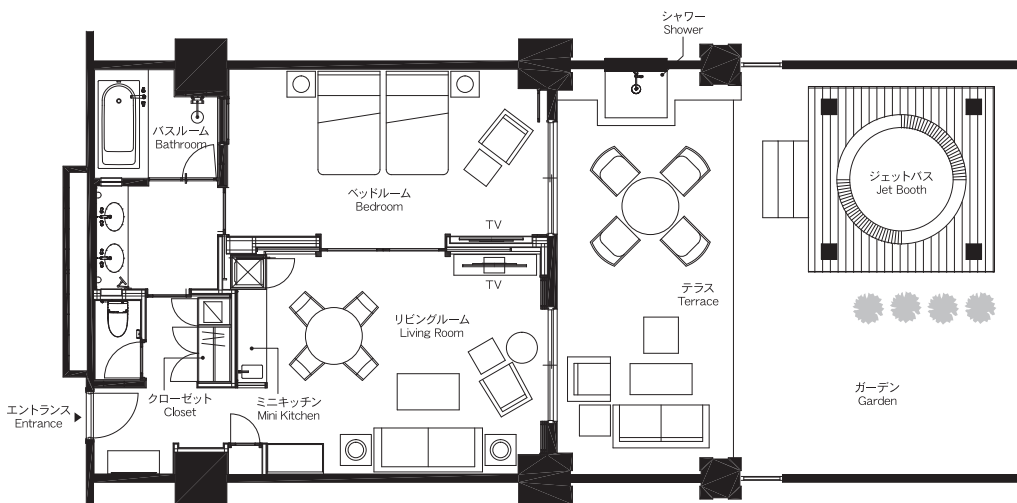 シャワー
Shower
バスルーム
Bathroom
ベッドルーム
Bedroom
TV
TV
ジェットバス
Jet Booth
テラス
Terrace
リビングルーム
Living Room
クローゼット
Closet
ミニキッチン
Mini Kitchen
エントランス
Entrance
ガーデン
Garden